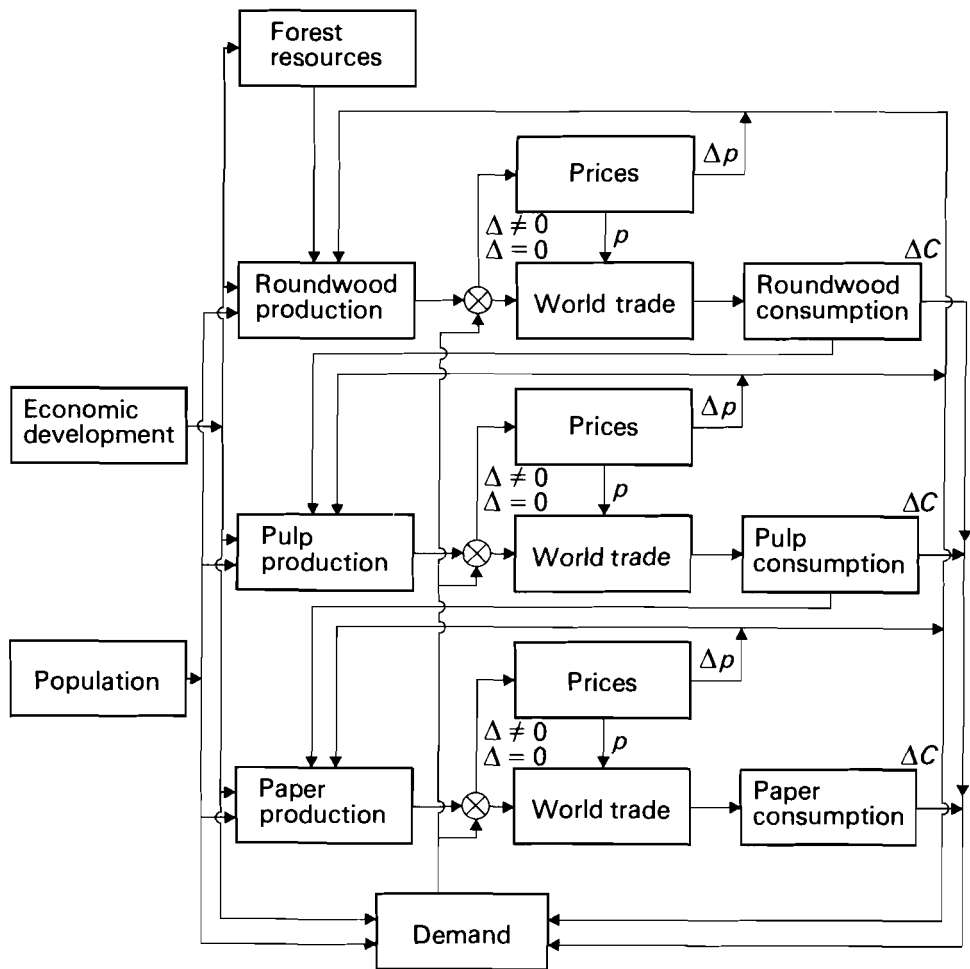 Forest
resources
Prices
Δp
Δ ≠ 0
Δ = 0
p
Roundwood
production
World trade
Roundwood
consumption
ΔC
Economic
development
Prices
Δp
Δ ≠ 0
Δ = 0
p
Pulp
production
World trade
Pulp
consumption
ΔC
Population
Prices
Δp
Δ ≠ 0
Δ = 0
p
Paper
production
World trade
Paper
consumption
ΔC
Demand